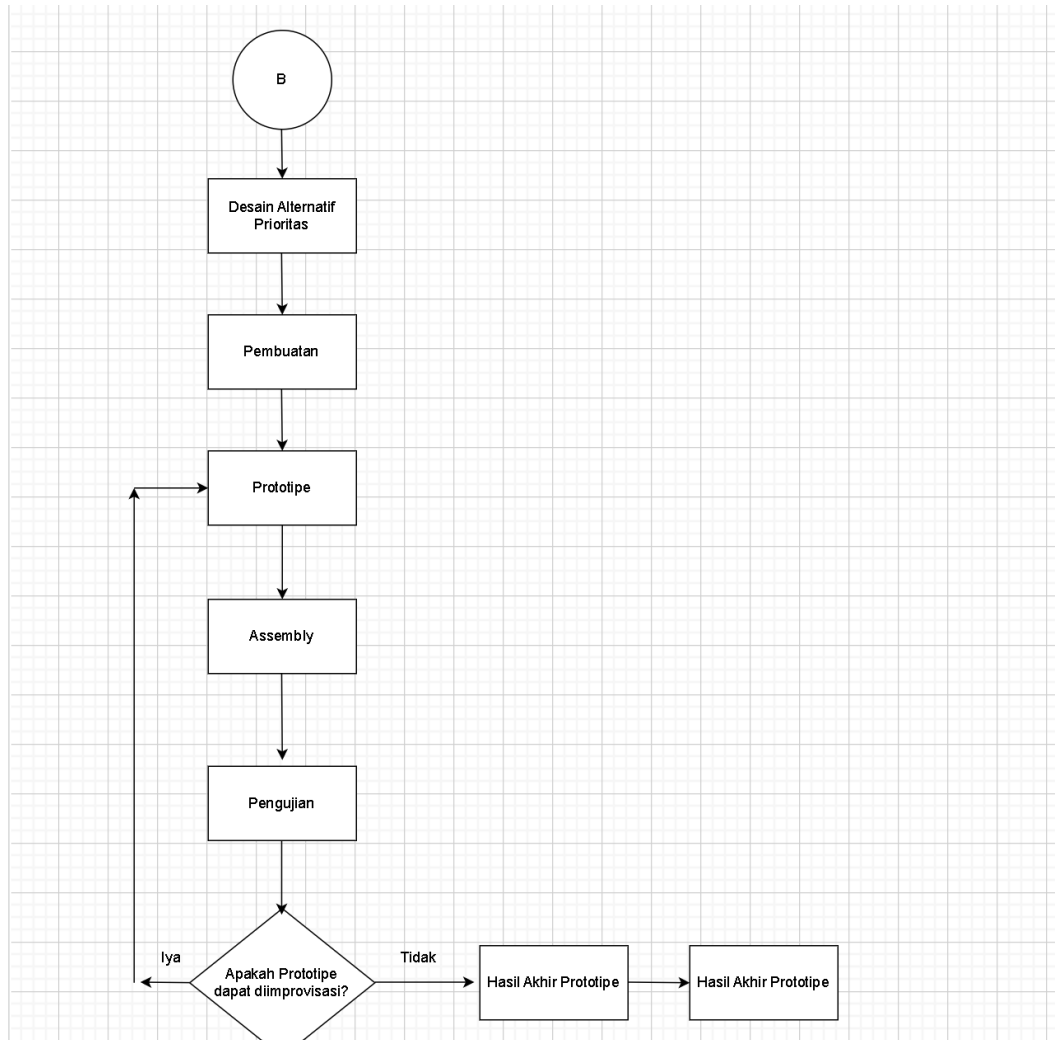 B
Desain Alternatif
Prioritas
Pembuatan
Prototipe
Assembly
Pengujian
Iya
Apakah Prototipe
dapat diimprovisasi?
Tidak
Hasil Akhir Prototipe
Hasil Akhir Prototipe